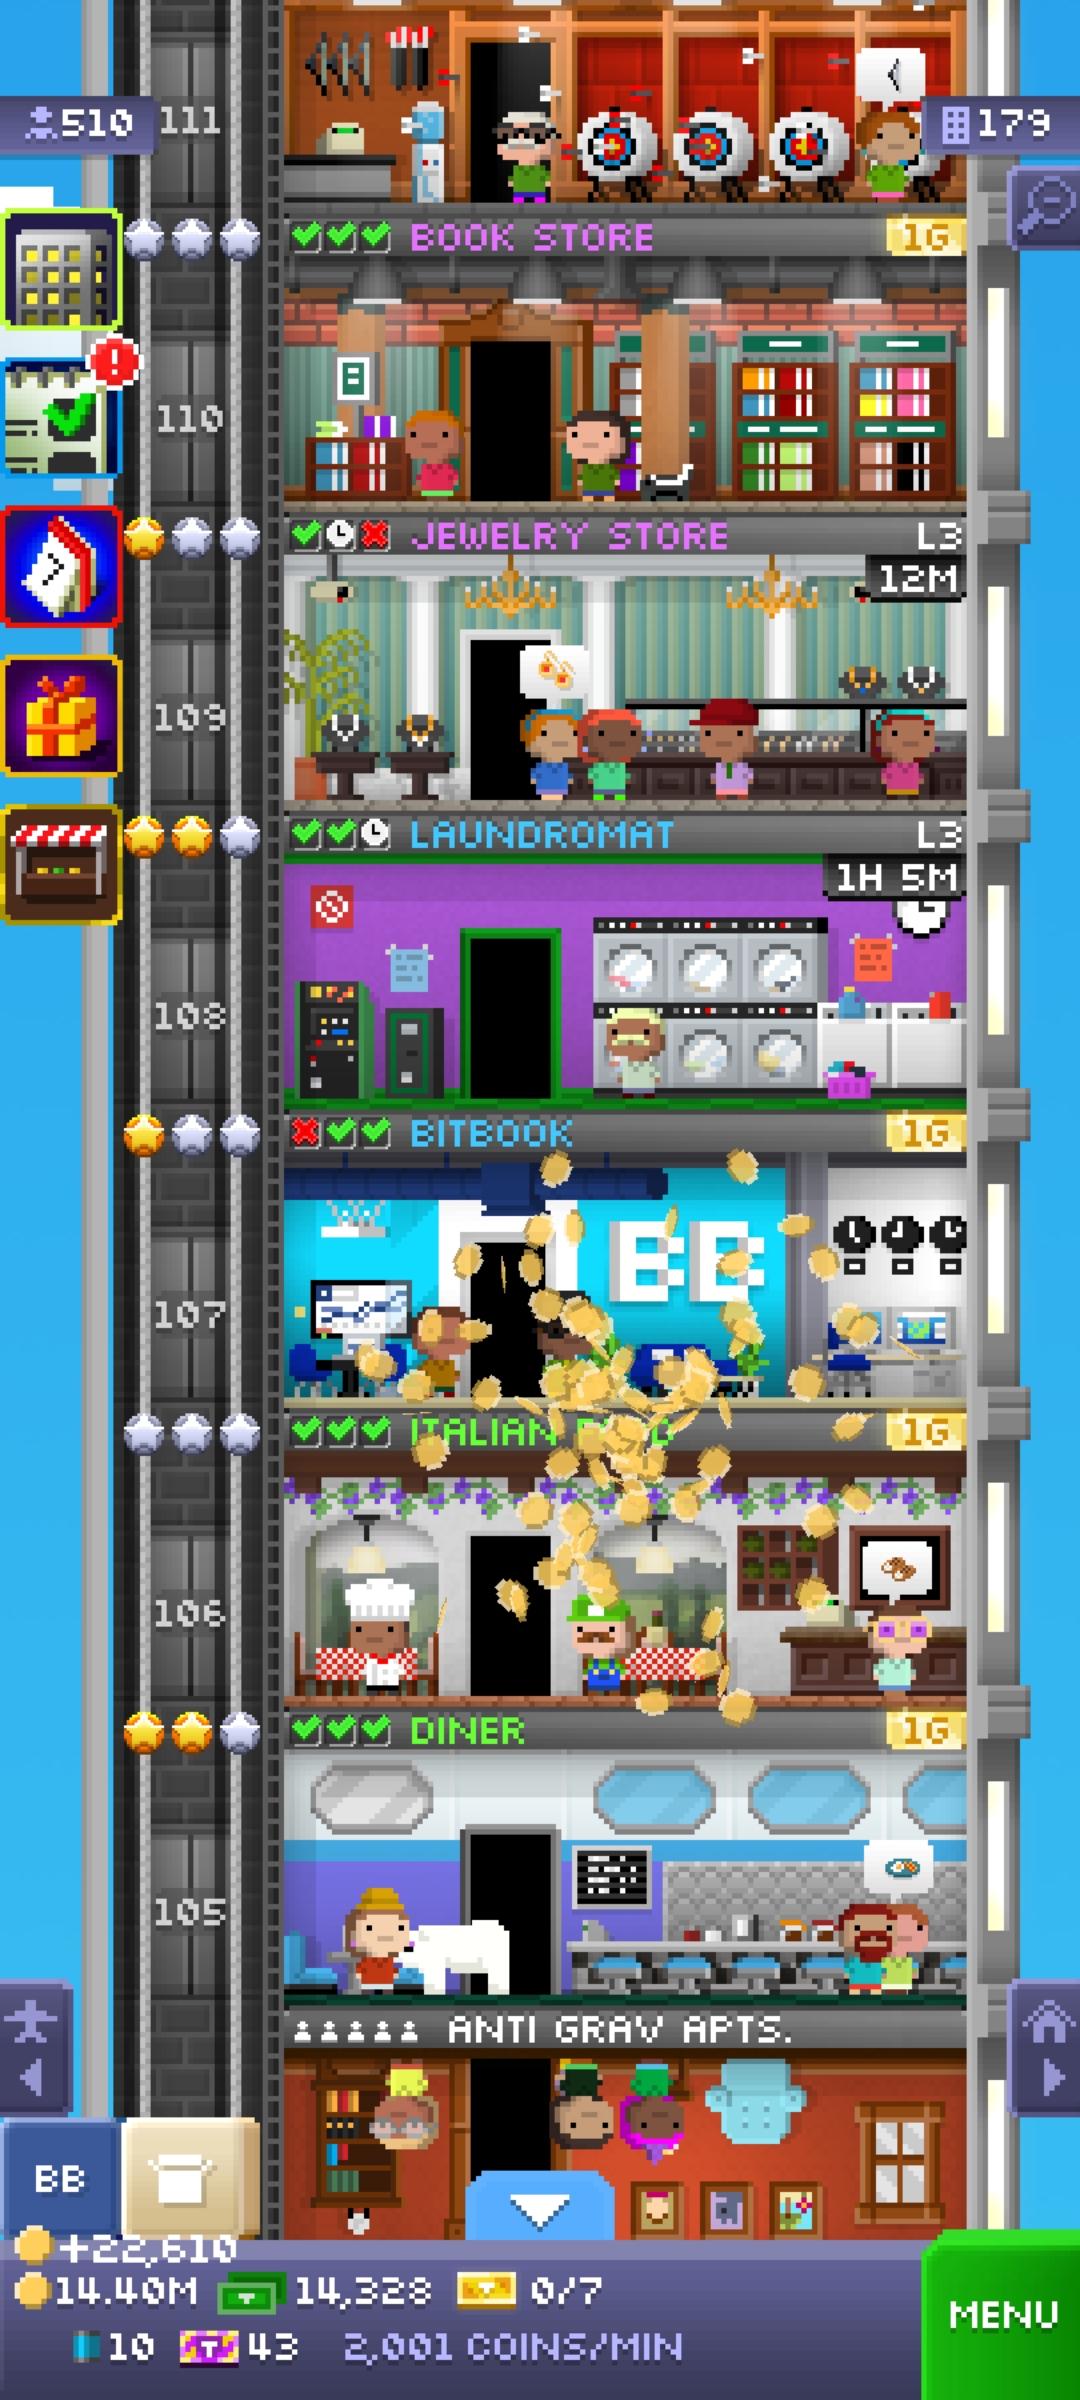 510
111
179
BOOK STORE 1G
110
JEWELRY STORE L3
12M
109
LAUNDROMAT L3
1H 5M
108
BITBOOK 1G
BB
107
ITALIAN 1G
106
DINER 1G
105
ANTI GRAV APTS.
BB
+22,610
14.40M 14,328 0/7
MENU
10 43 2,001 COINS/MIN